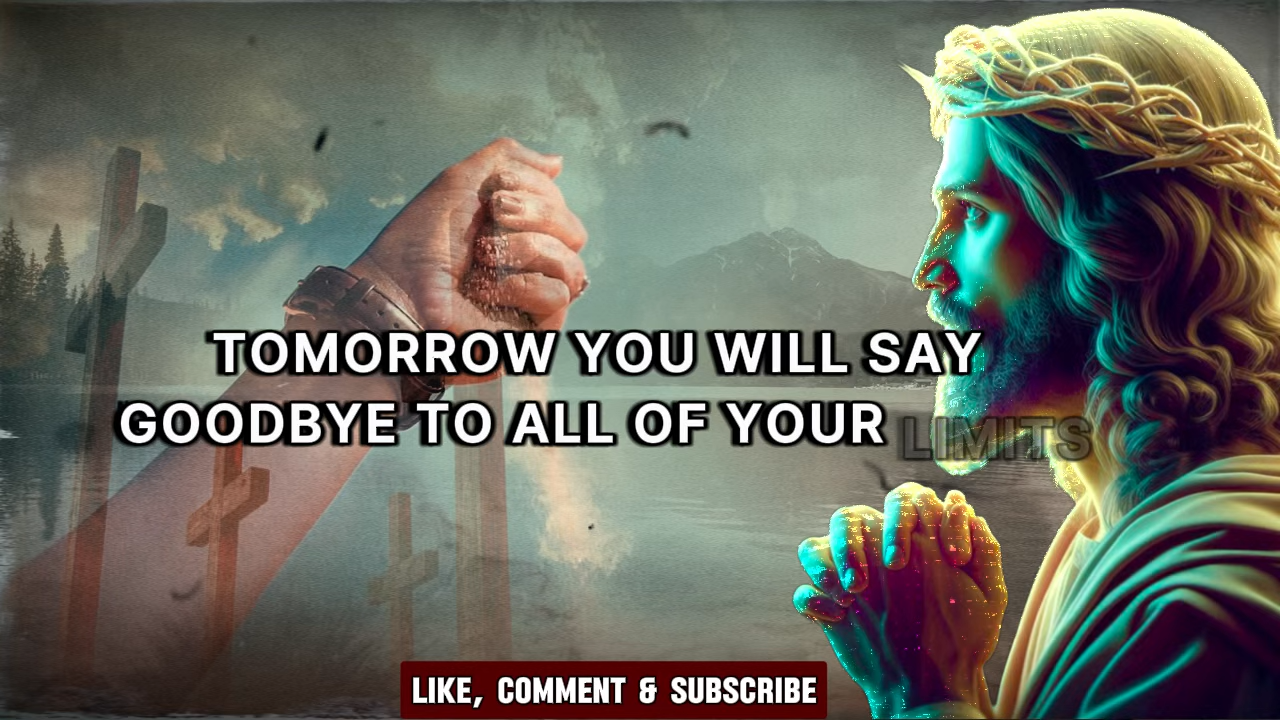 TOMORROW YOU WILL SAY
GOODBYE TO ALL OF YOUR LIMITS
LIKE, COMMENT & SUBSCRIBE